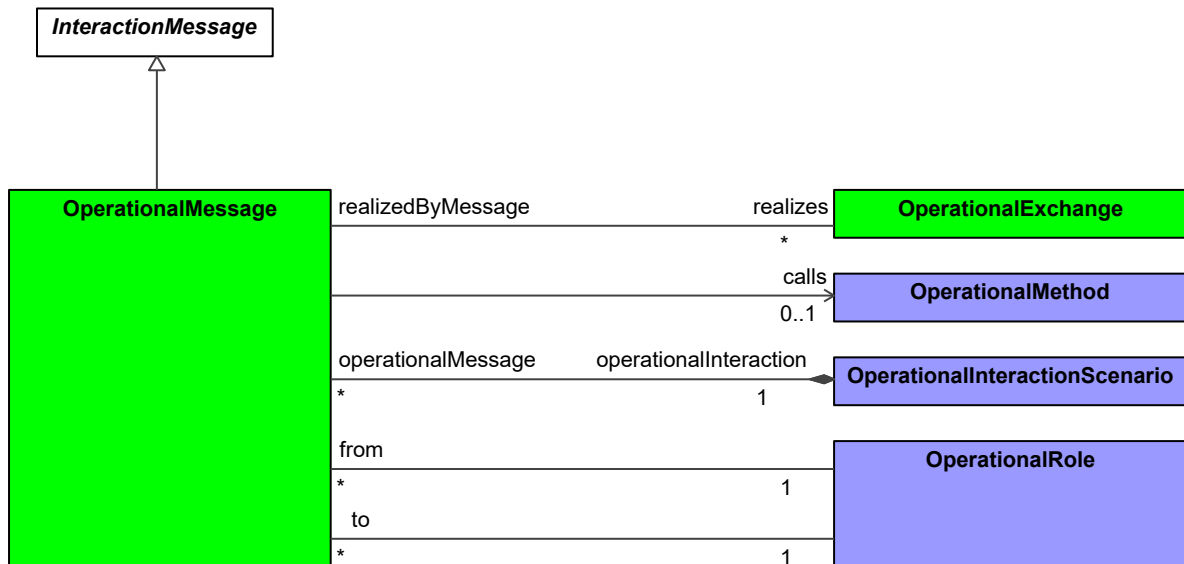 InteractionMessage
OperationalMessage
realizedByMessage
realizes
*
OperationalExchange
calls
0..1
OperationalMethod
operationalMessage
operationalInteraction
*
1
OperationalInteractionScenario
from
*
1
OperationalRole
to
*
1